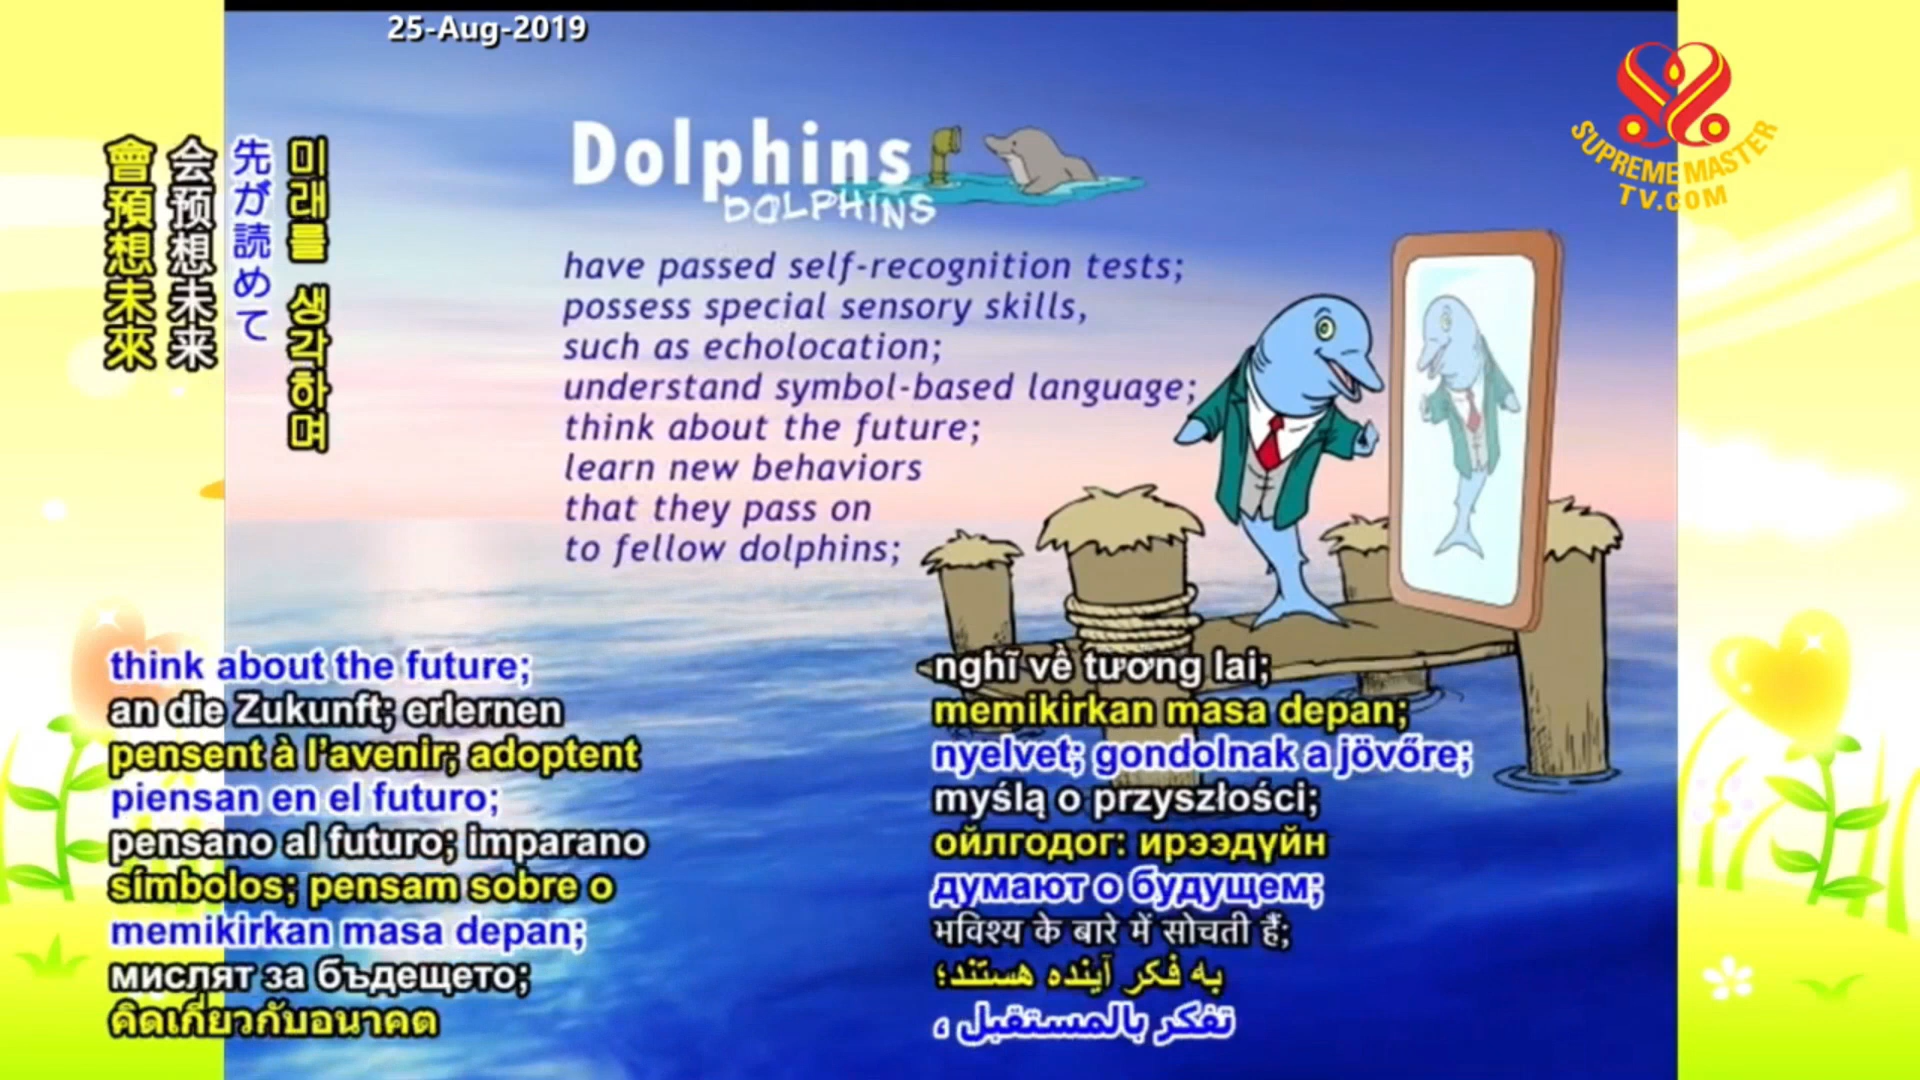 25-Aug-2019
SUPREME MASTER
TV.COM
Dolphins
DOLPHINS
have passed self-recognition tests;
possess special sensory skills,
such as echolocation;
understand symbol-based language;
think about the future;
learn new behaviors
that they pass on
to fellow dolphins;
會預想未來
会预想未来
先が読めて
미래를 생각하며
think about the future;
an die Zukunft; erlernen
pensent à l'avenir; adoptent
piensan en el futuro;
pensano al futuro; imparano
símbolos; pensam sobre o
memikirkan masa depan;
мислят за бъдещето;
คิดเกี่ยวกับอนาคต
nghĩ về tương lai;
memikirkan masa depan;
nyelvet; gondolnak a jövőre;
myślą o przyszłości;
ойлгодог: ирээдүйн
думают о будущем;
भविश्य के बारे में सोचती हैं;
به فکر آینده هستند؛
تفكر بالمستقبل ،